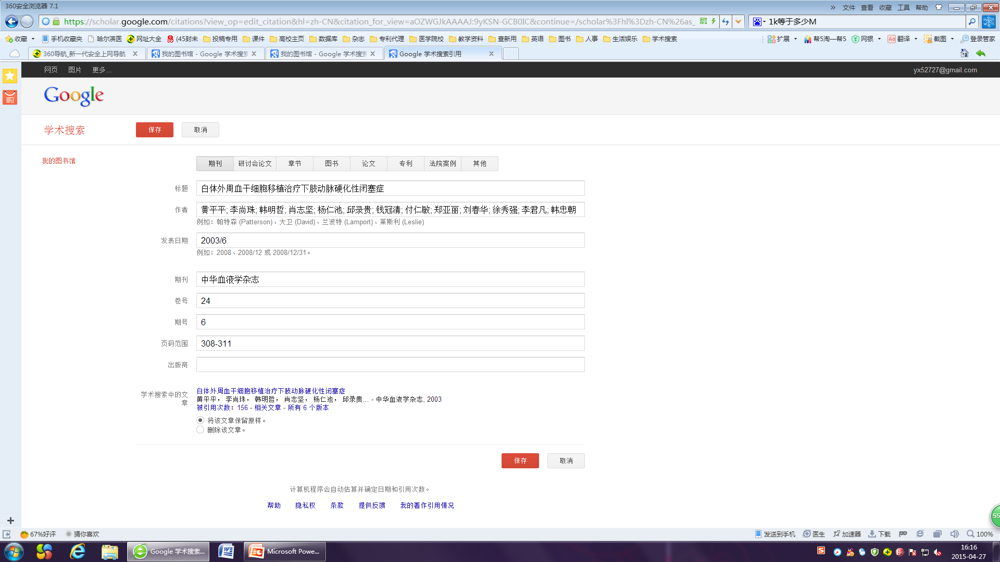 360安全浏览器 7.1
» 文件 查看 收藏 工具 帮助
https://scholar.google.com/citations?view_op=edit_citation&hl=zh-CN&citation_for_view=aOZWGJkAAAAJ:9yKSN-GCB0IC&continue=/scholar%3Fhl%3Dzh-CN%26as_
1k等于多少M
收藏 手机收藏夹 哈尔滨医 网址大全 (45封未 投稿专用 课件 高校主页 数据库 杂志 专利代理 医学院校 教学资料 查新用 英语 图书 人事 生活娱乐 学术搜索 扩展 帮5淘—帮5 网银 翻译 截图 登录管家
360导航_新一代安全上网导航 我的图书馆 - Google 学术搜索 我的图书馆 - Google 学术搜索 Google 学术搜索引用
网页 图片 更多... yx52727@gmail.com
购
Google
学术搜索 保存 取消
我的图书馆
期刊 研讨会论文 章节 图书 论文 专利 法院案例 其他
标题 白体外周血干细胞移植治疗下肢动脉硬化性闭塞症
作者 黄平平; 李尚珠; 韩明哲; 肖志坚; 杨仁池; 邱录贵; 钱冠清; 付仁敏; 郑亚丽; 刘春华; 徐秀强; 李君凡; 韩忠朝
例如：帕特森 (Patterson)、大卫 (David)、兰波特 (Lamport)、莱斯利 (Leslie)
发表日期 2003/6
例如：2008、2008/12 或 2008/12/31。
期刊 中华血液学杂志
卷号 24
期号 6
页码范围 308-311
出版商
学术搜索中的文章
白体外周血干细胞移植治疗下肢动脉硬化性闭塞症
黄平平， 李尚珠， 韩明哲， 肖志坚， 杨仁池， 邱录贵... - 中华血液学杂志, 2003
被引用次数：156 - 相关文章 - 所有 6 个版本
将该文章保留原样。
删除该文章。
保存 取消
计算机程序会自动估算并确定日期和引用次数。
帮助 隐私权 条款 提供反馈 我的著作引用情况
55
67%好评 猜你喜欢 发送到手机 医生 加速器 下载 100%
Google 学术搜索... Microsoft Powe...
16:16
2015-04-27